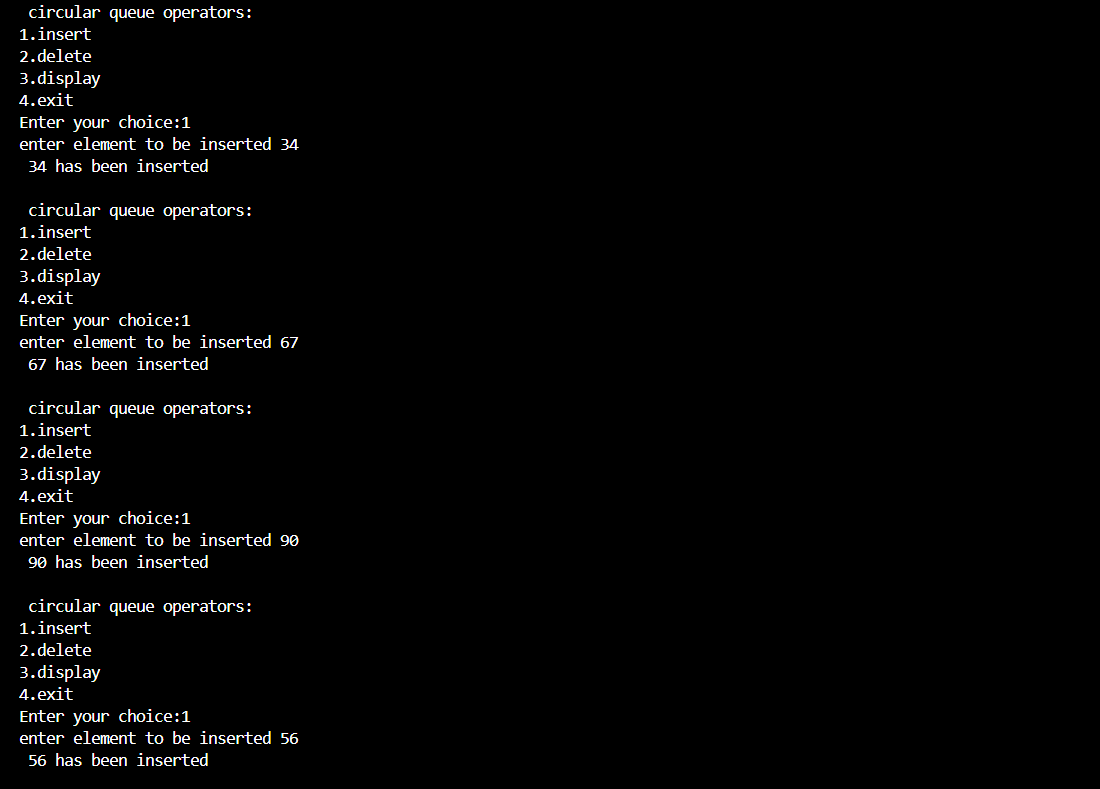 circular queue operators:
1.insert
2.delete
3.display
4.exit
Enter your choice:1
enter element to be inserted 34
34 has been inserted
circular queue operators:
1.insert
2.delete
3.display
4.exit
Enter your choice:1
enter element to be inserted 67
67 has been inserted
circular queue operators:
1.insert
2.delete
3.display
4.exit
Enter your choice:1
enter element to be inserted 90
90 has been inserted
circular queue operators:
1.insert
2.delete
3.display
4.exit
Enter your choice:1
enter element to be inserted 56
56 has been inserted